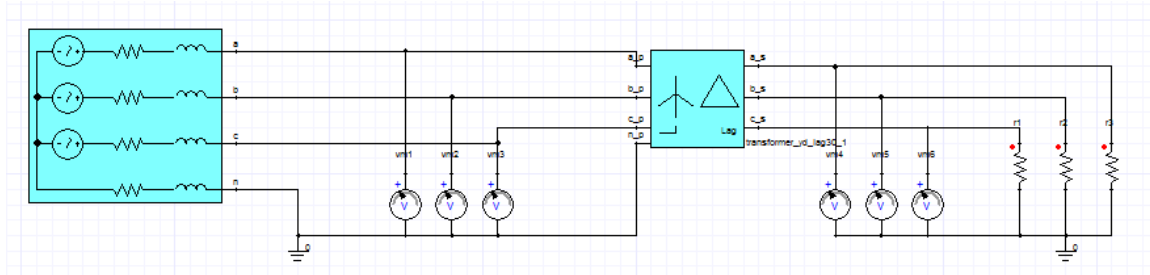 a
b
c
n
vm1
vm2
vm3
V
V
V
0
a_p
b_p
c_p
n_p
a_s
b_s
c_s
Lag
transformer_yd_lag30_1
vm4
vm5
vm6
V
V
V
r1
r2
r3
0